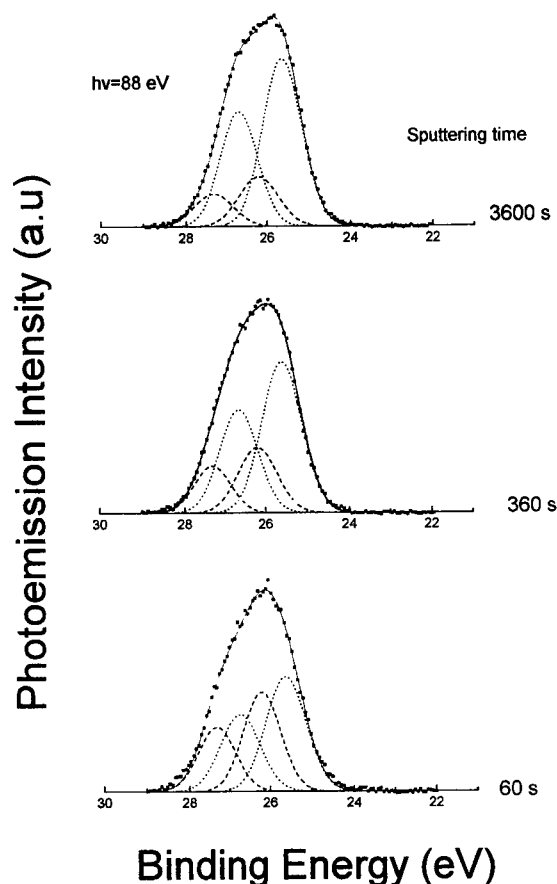 hν=88 eV
Sputtering time
Photoemission Intensity (a.u)
30 28 26 24 22
3600 s
30 28 26 24 22
360 s
30 28 26 24 22
60 s
Binding Energy (eV)